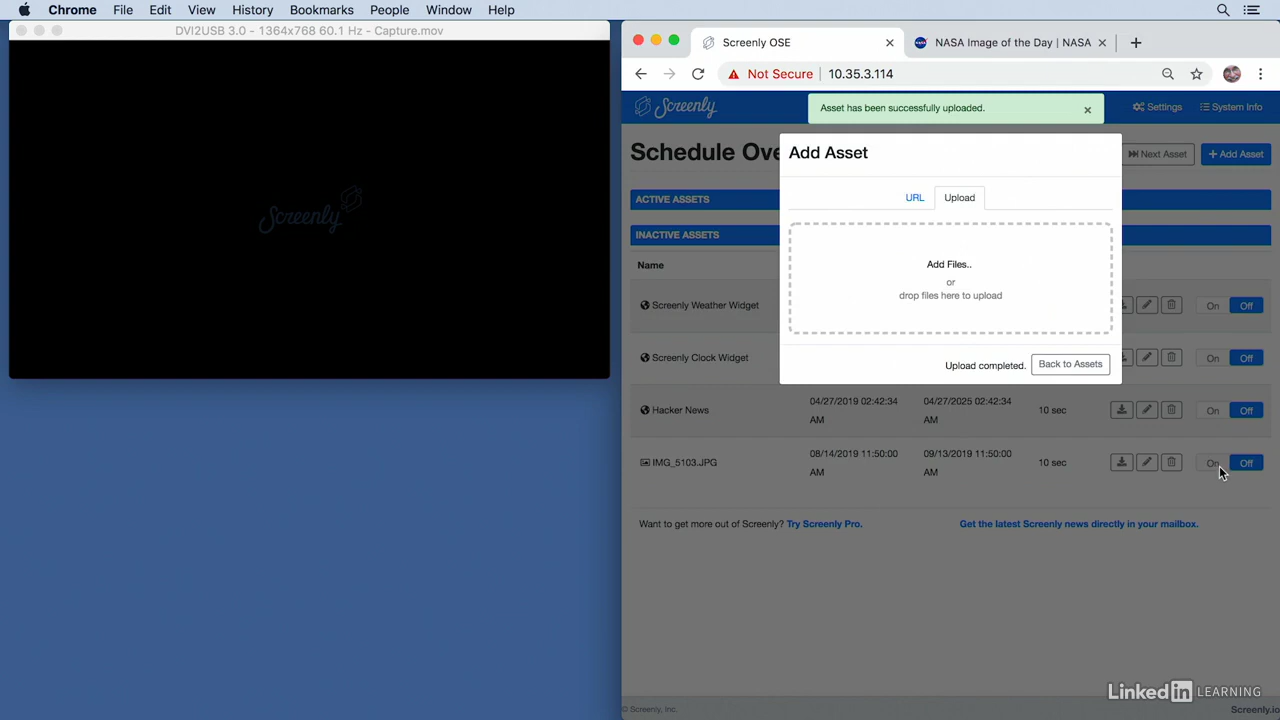 Chrome File Edit View History Bookmarks People Window Help
DVI2USB 3.0 - 1364x768 60.1 Hz - Capture.mov
Screenly
Screenly OSE
NASA Image of the Day | NASA
Not Secure 10.35.3.114
Screenly
Asset has been successfully uploaded.
Settings
System Info
Schedule Ove
Next Asset
Add Asset
ACTIVE ASSETS
INACTIVE ASSETS
Name
Add Asset
URL
Upload
Add Files..
or
drop files here to upload
Upload completed.
Back to Assets
Screenly Weather Widget
On Off
Screenly Clock Widget
On Off
Hacker News
04/27/2019 02:42:34
AM
04/27/2025 02:42:34
AM
10 sec
On Off
IMG_5103.JPG
08/14/2019 11:50:00
AM
09/13/2019 11:50:00
AM
10 sec
On Off
Want to get more out of Screenly? Try Screenly Pro.
Get the latest Screenly news directly in your mailbox.
LinkedIn LEARNING
© Screenly, Inc.
Screenly.io